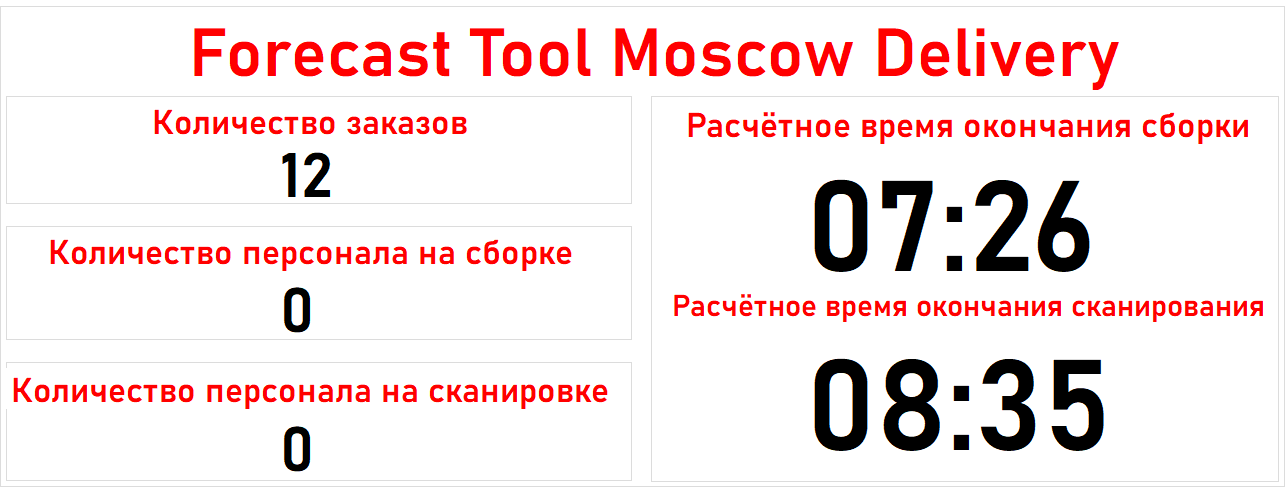 Forecast Tool Moscow Delivery
Количество заказов
12
Количество персонала на сборке
0
Количество персонала на сканировке
0
Расчётное время окончания сборки
07:26
Расчётное время окончания сканирования
08:35